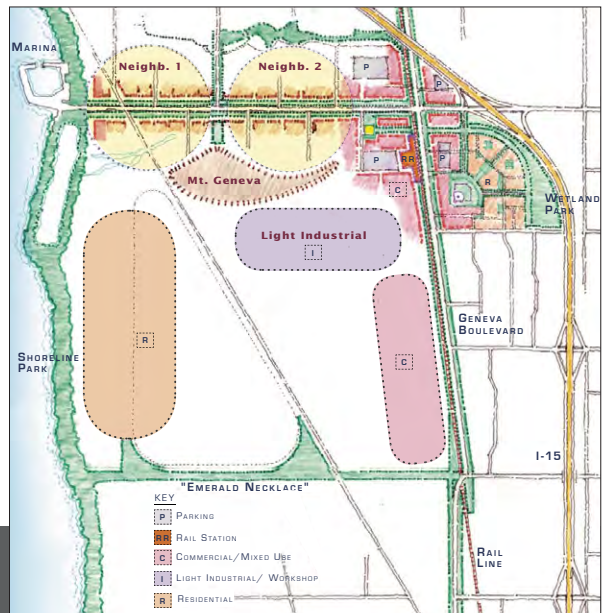 MARINA
Neighb. 1
Neighb. 2
P
P
P
RR
P
R
Mt. Geneva
C
WETLAND
PARK
Light Industrial
I
GENEVA
BOULEVARD
R
SHORELINE
PARK
C
I-15
"EMERALD NECKLACE"
KEY
P PARKING
RR RAIL STATION
C COMMERCIAL/MIXED USE
I LIGHT INDUSTRIAL/ WORKSHOP
R RESIDENTIAL
RAIL
LINE